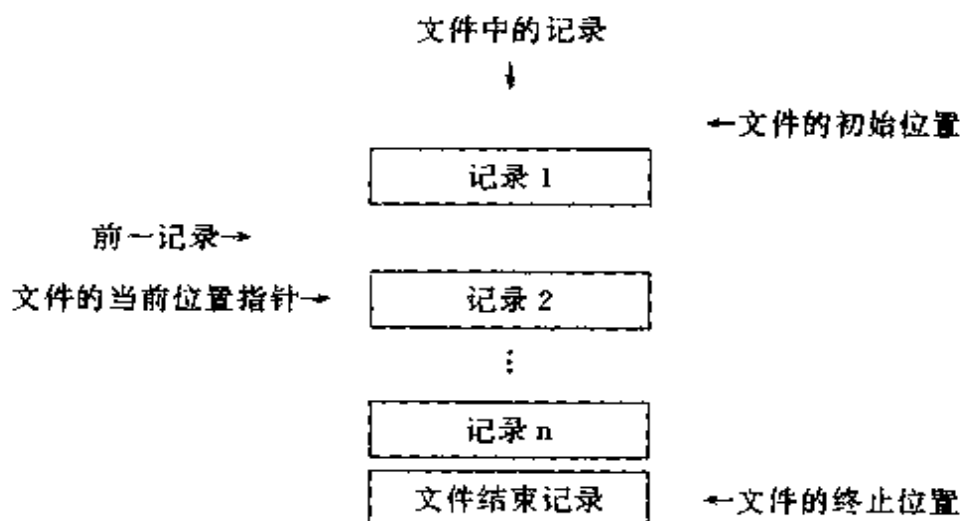 文件中的记录
↓
←文件的初始位置
记录 1
前一记录→
文件的当前位置指针→
记录 2
⋮
记录 n
文件结束记录
←文件的终止位置